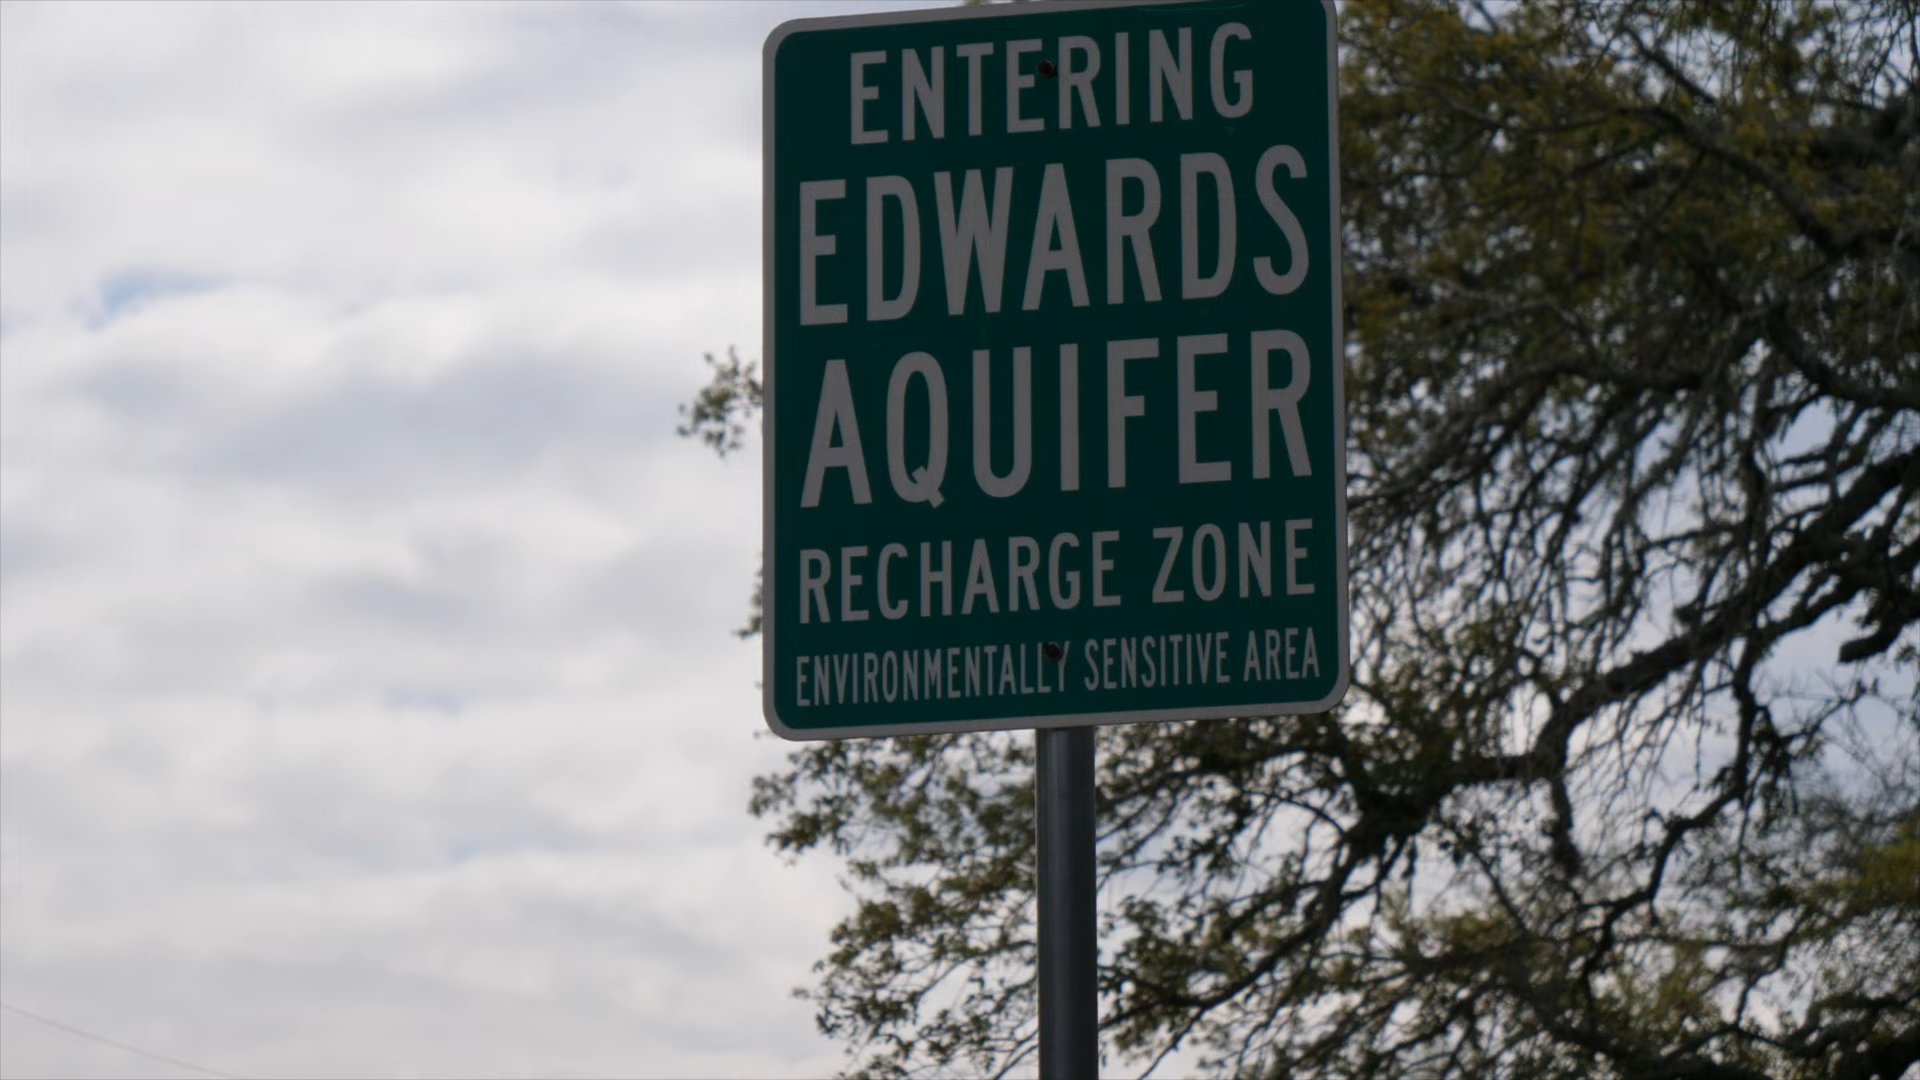 ENTERING
EDWARDS
AQUIFER
RECHARGE ZONE
ENVIRONMENTALLY SENSITIVE AREA